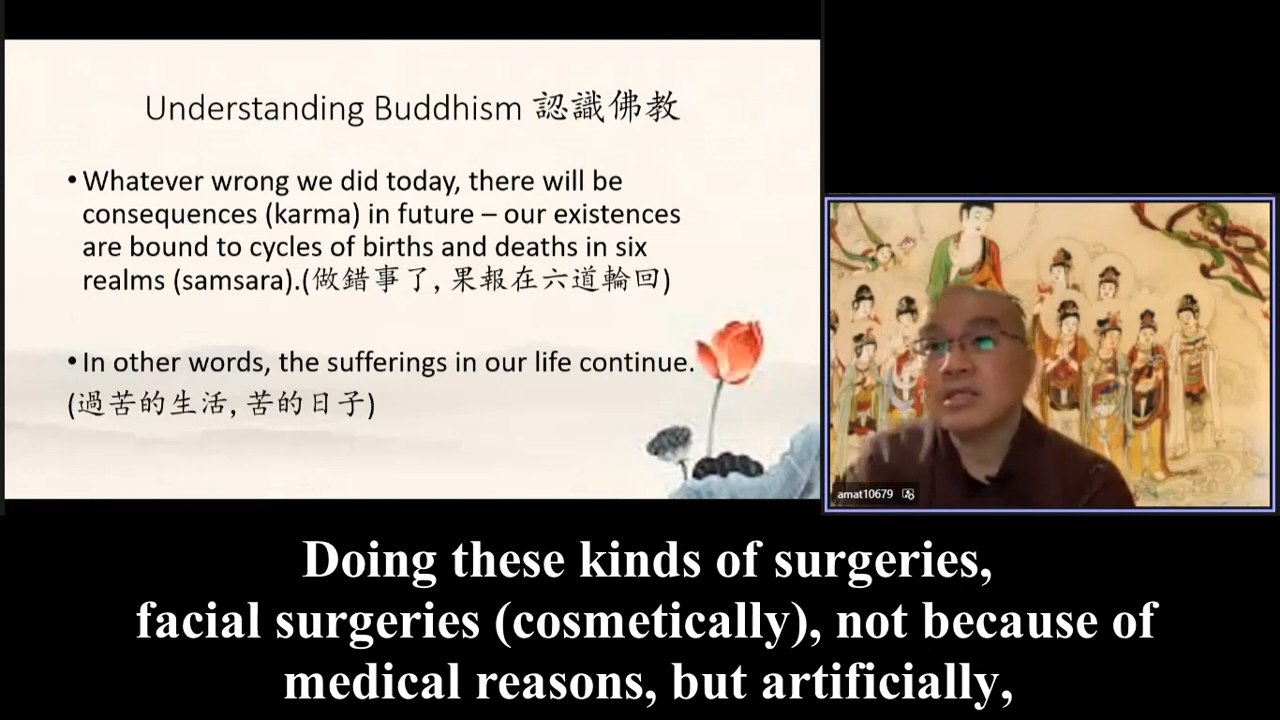 Understanding Buddhism 認識佛教
• Whatever wrong we did today, there will be
consequences (karma) in future – our existences
are bound to cycles of births and deaths in six
realms (samsara).(做錯事了, 果報在六道輪回)
• In other words, the sufferings in our life continue.
(過苦的生活, 苦的日子)
amat10679
Doing these kinds of surgeries,
facial surgeries (cosmetically), not because of
medical reasons, but artificially,